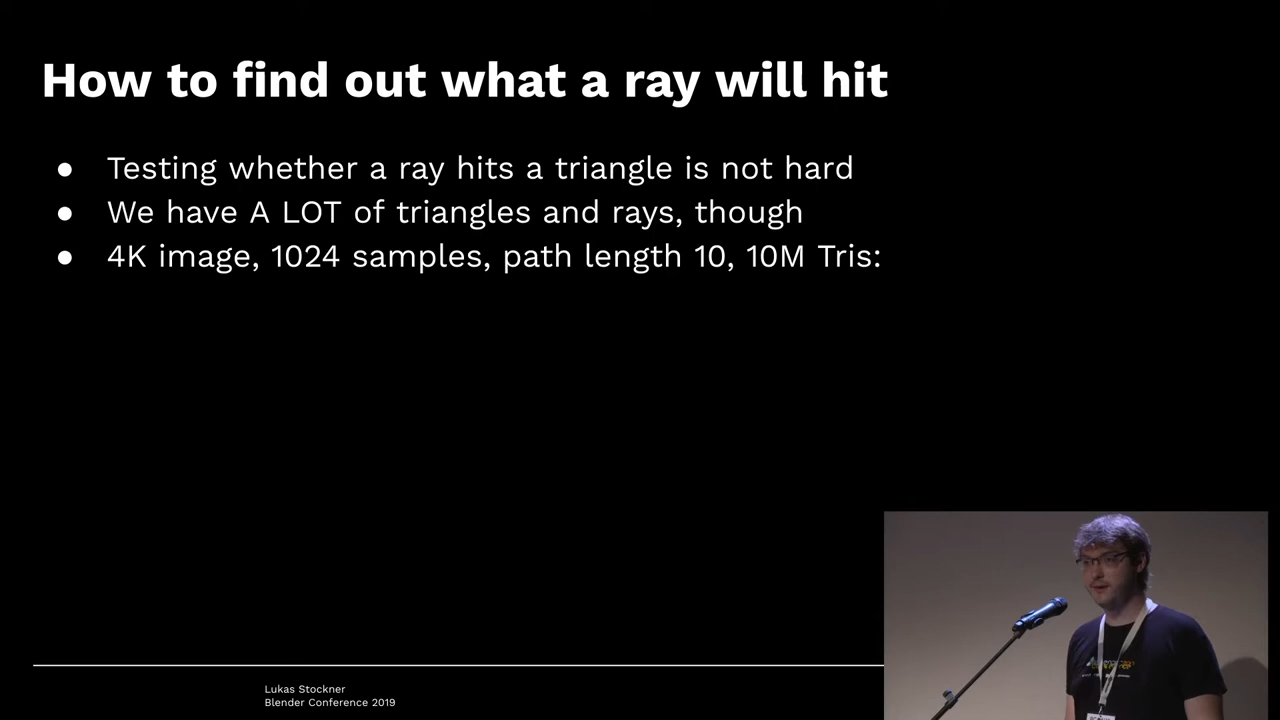 How to find out what a ray will hit
● Testing whether a ray hits a triangle is not hard
● We have A LOT of triangles and rays, though
● 4K image, 1024 samples, path length 10, 10M Tris:
Lukas Stockner
Blender Conference 2019